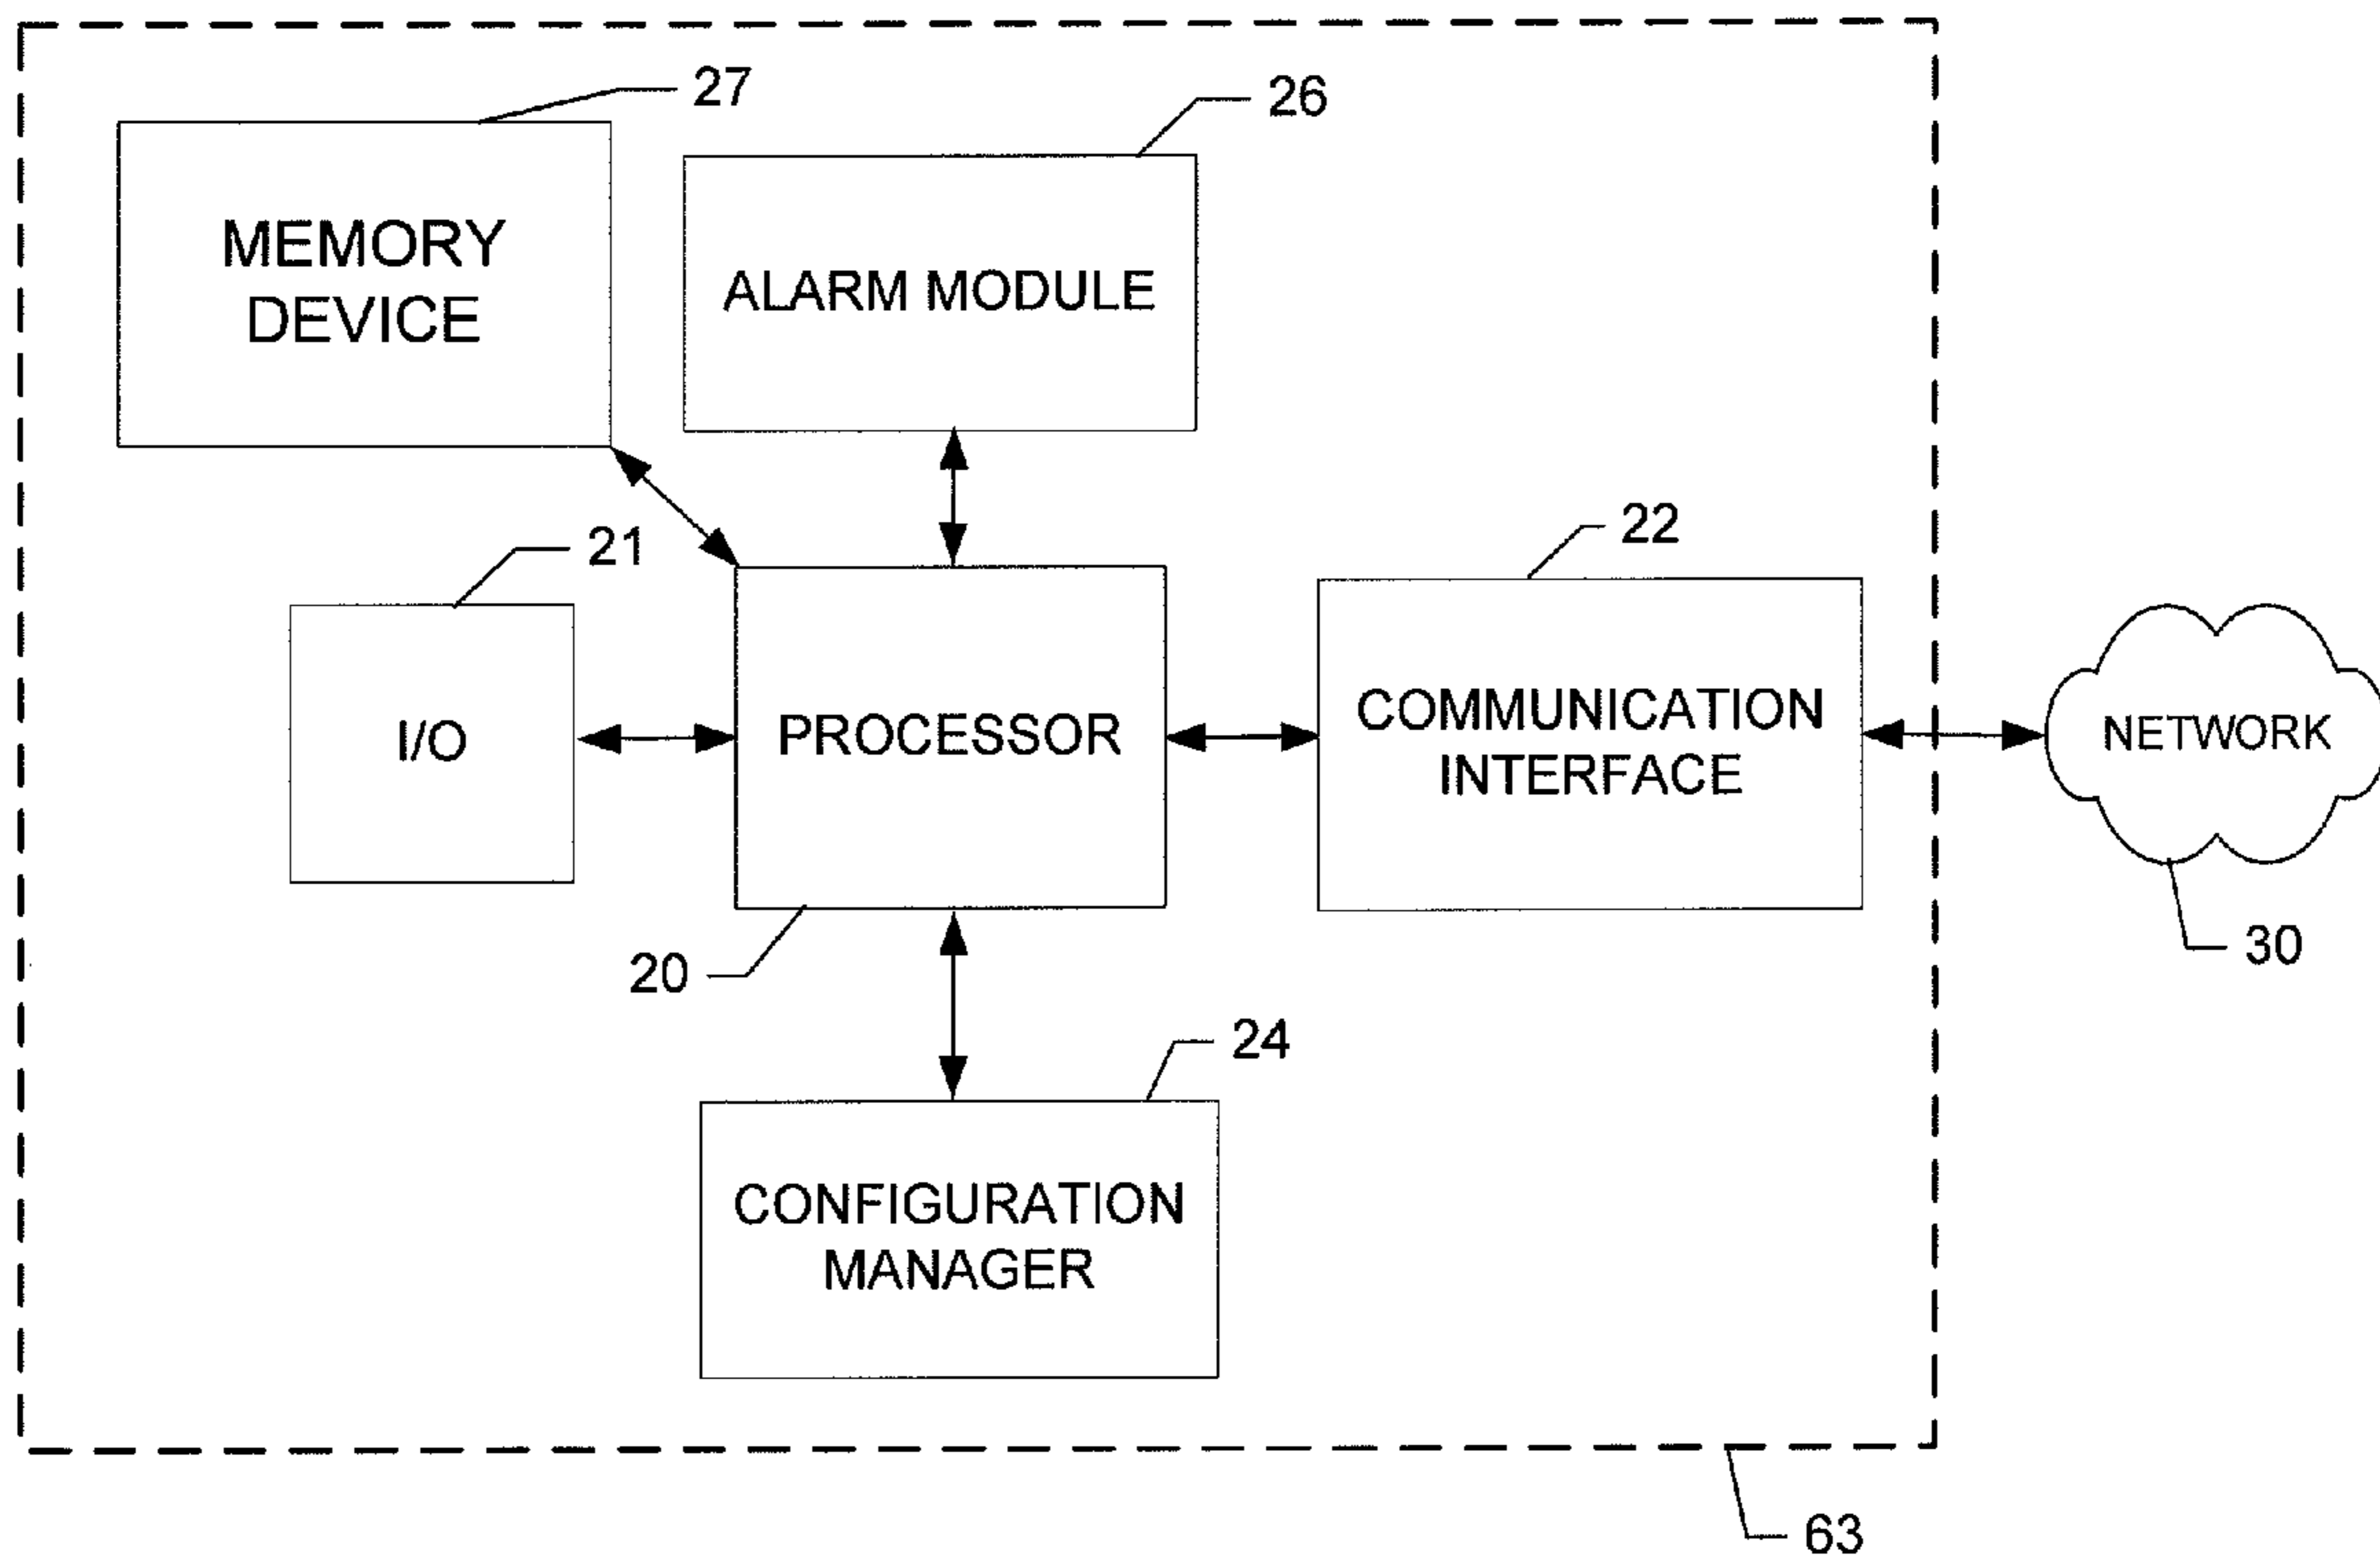 27
26
MEMORY
DEVICE
ALARM MODULE
21
22
I/O
PROCESSOR
COMMUNICATION
INTERFACE
NETWORK
20
30
24
CONFIGURATION
MANAGER
63